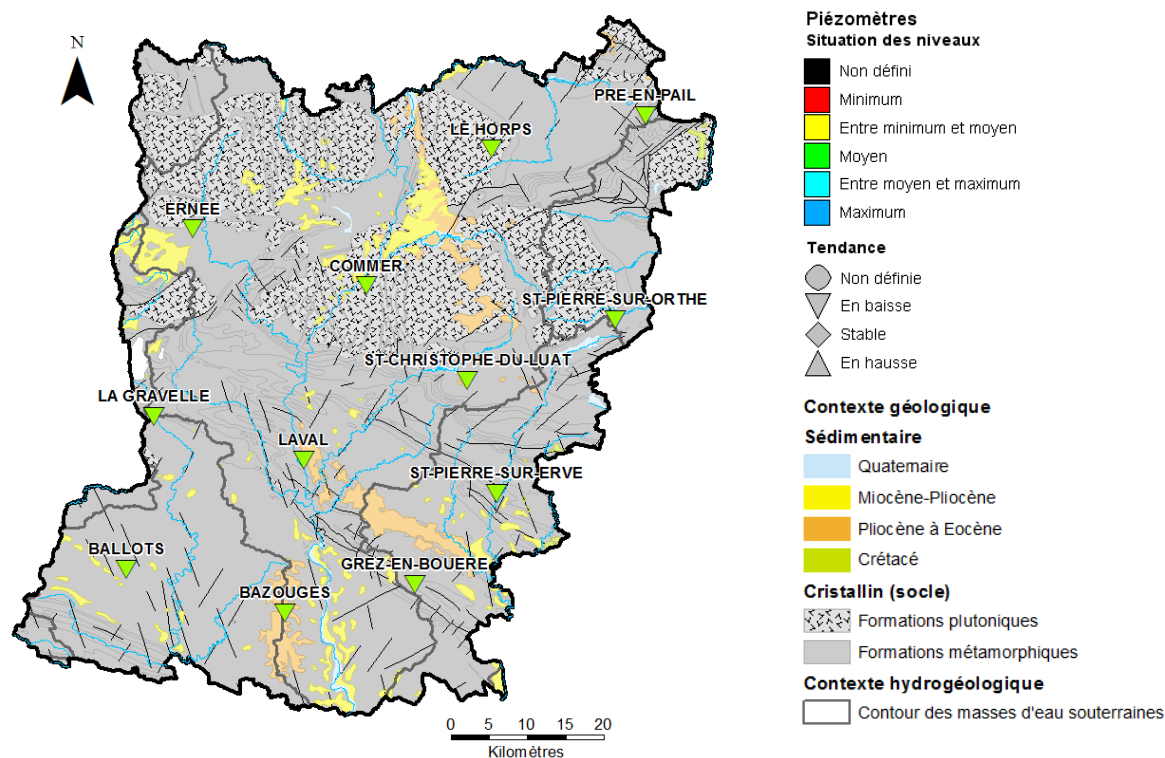 N
PRE-EN-PAIL
LE HORPS
ERNEE
COMMER
ST-PIERRE-SUR-ORTHE
ST-CHRISTOPHE-DU-LUAT
LA GRAVELLE
LAVAL
ST-PIERRE-SUR-ERVE
BALLOTS
GREZ-EN-BOUERE
BAZOUGES
0 5 10 15 20
Kilomètres
Piézomètres
Situation des niveaux
Non défini
Minimum
Entre minimum et moyen
Moyen
Entre moyen et maximum
Maximum
Tendance
Non définie
En baisse
Stable
En hausse
Contexte géologique
Sédimentaire
Quaternaire
Miocène-Pliocène
Pliocène à Eocène
Crétacé
Cristallin (socle)
Formations plutoniques
Formations métamorphiques
Contexte hydrogéologique
Contour des masses d'eau souterraines